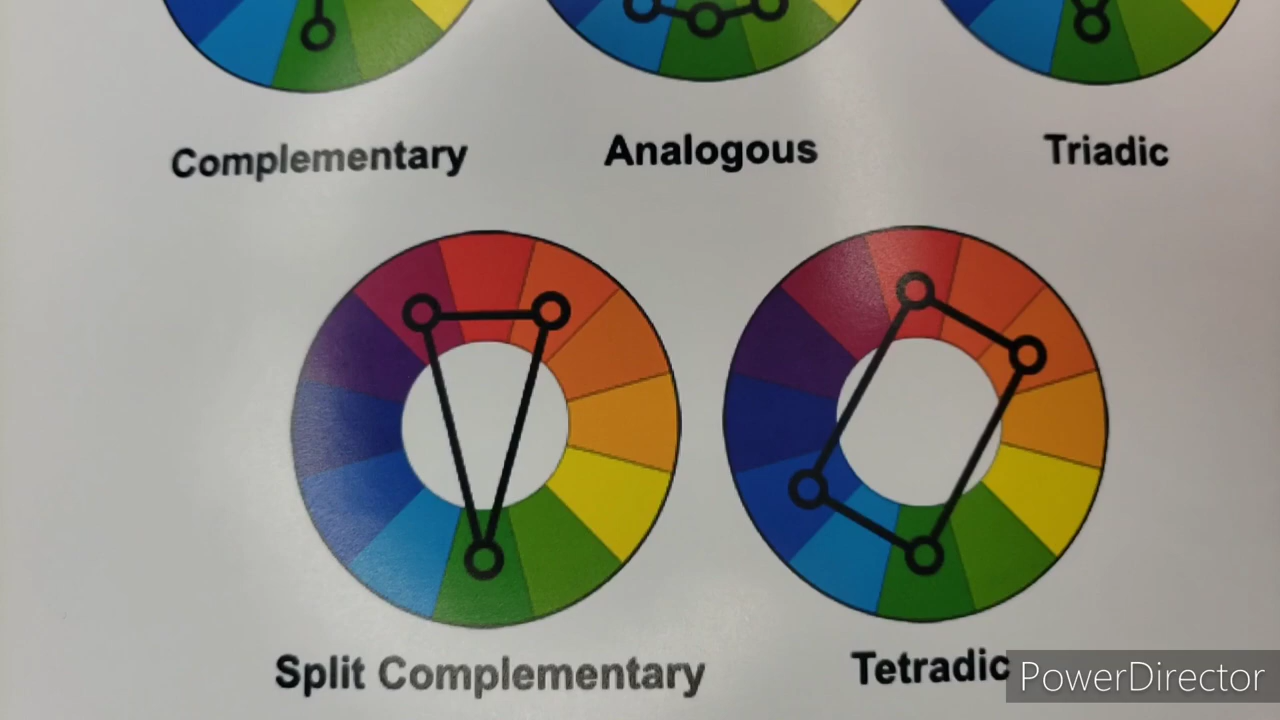 Complementary
Analogous
Triadic
Split Complementary
Tetradic
PowerDirector